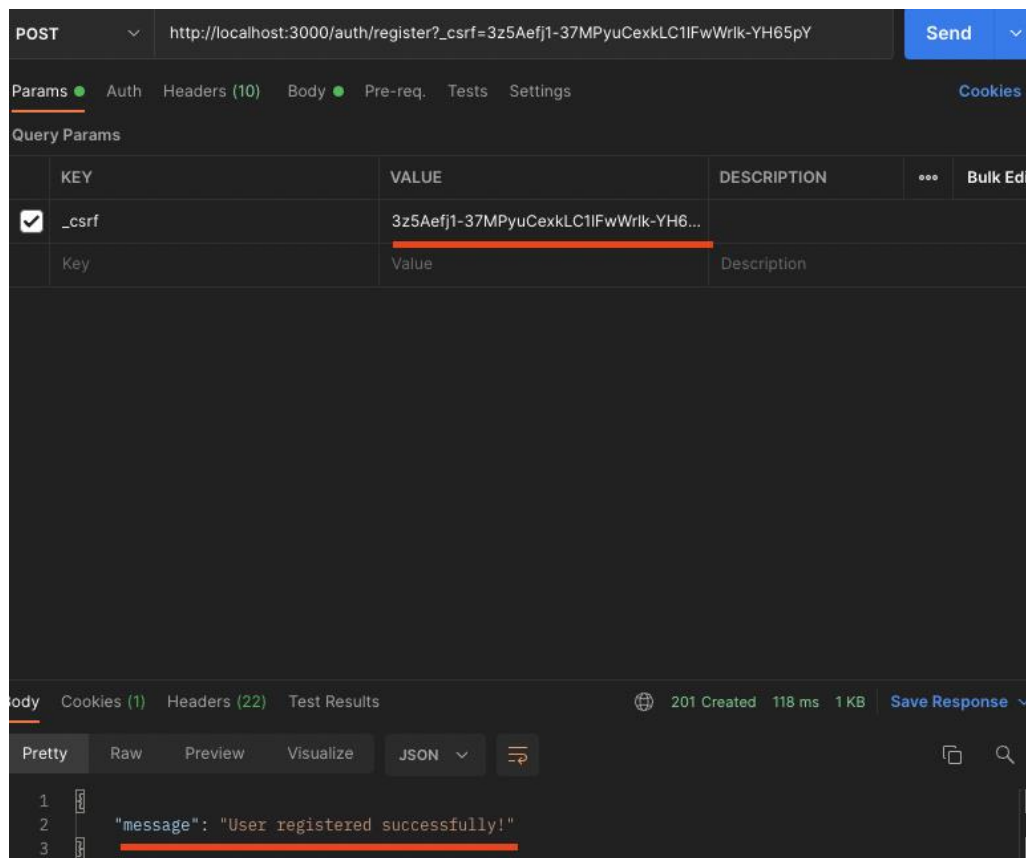 POST http://localhost:3000/auth/register?_csrf=3z5Aefj1-37MPyuCexkLC1lFwWrlk-YH65pY Send
Params Auth Headers (10) Body Pre-req. Tests Settings Cookies
Query Params
KEY VALUE DESCRIPTION ooo Bulk Edi
_csrf 3z5Aefj1-37MPyuCexkLC1lFwWrlk-YH6...
Key Value Description
Body Cookies (1) Headers (22) Test Results 201 Created 118 ms 1 KB Save Response
Pretty Raw Preview Visualize JSON
1 {
2 "message": "User registered successfully!"
3 }